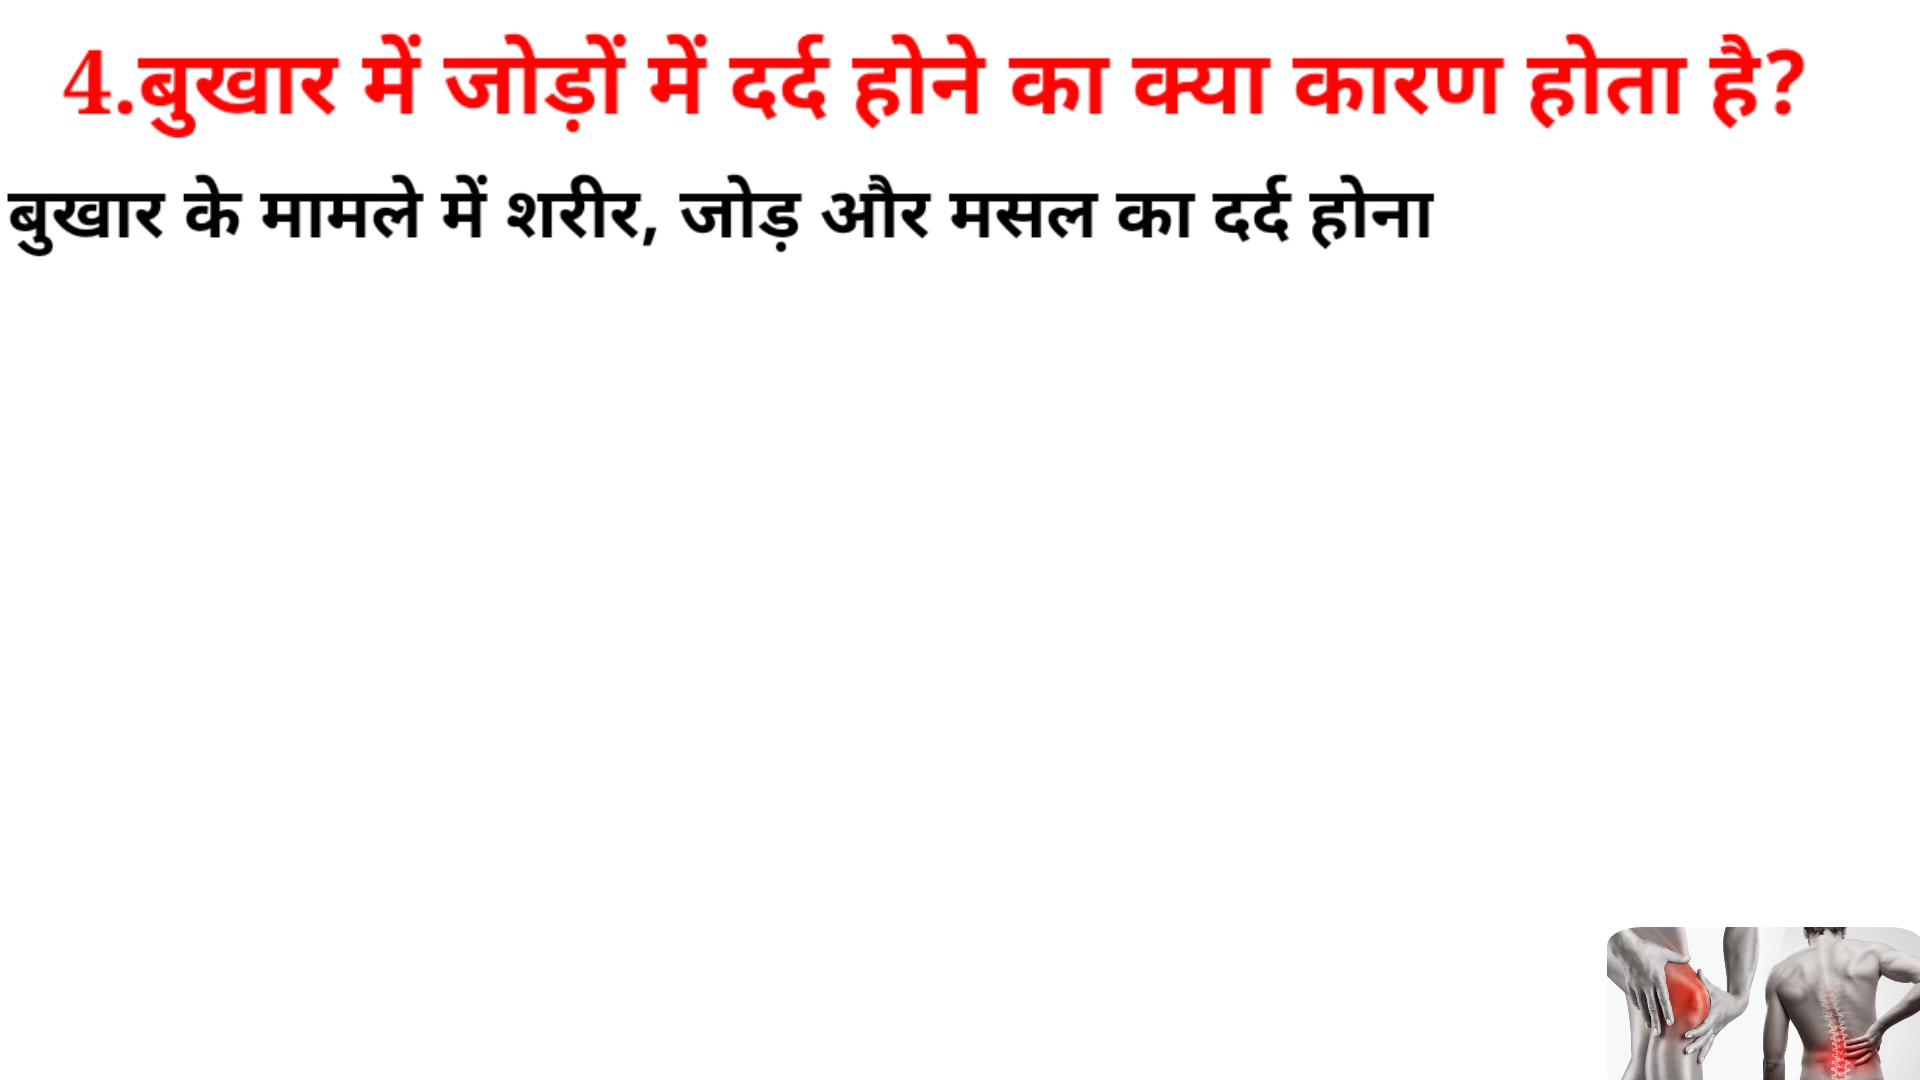 4.बुखार में जोड़ों में दर्द होने का क्या कारण होता है?
बुखार के मामले में शरीर, जोड़ और मसल का दर्द होना